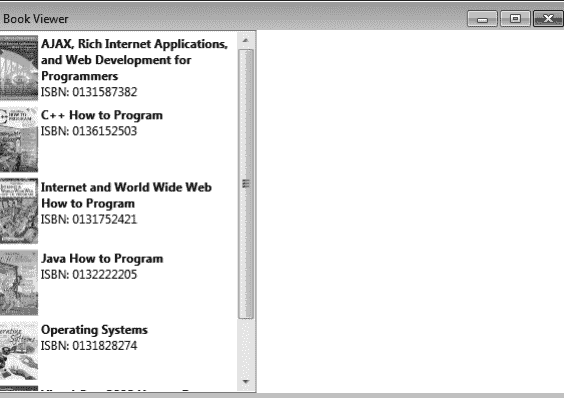 Book Viewer
AJAX, Rich Internet Applications,
and Web Development for
Programmers
ISBN: 0131587382
C++ How to Program
ISBN: 0136152503
Internet and World Wide Web
How to Program
ISBN: 0131752421
Java How to Program
ISBN: 0132222205
Operating Systems
ISBN: 0131828274